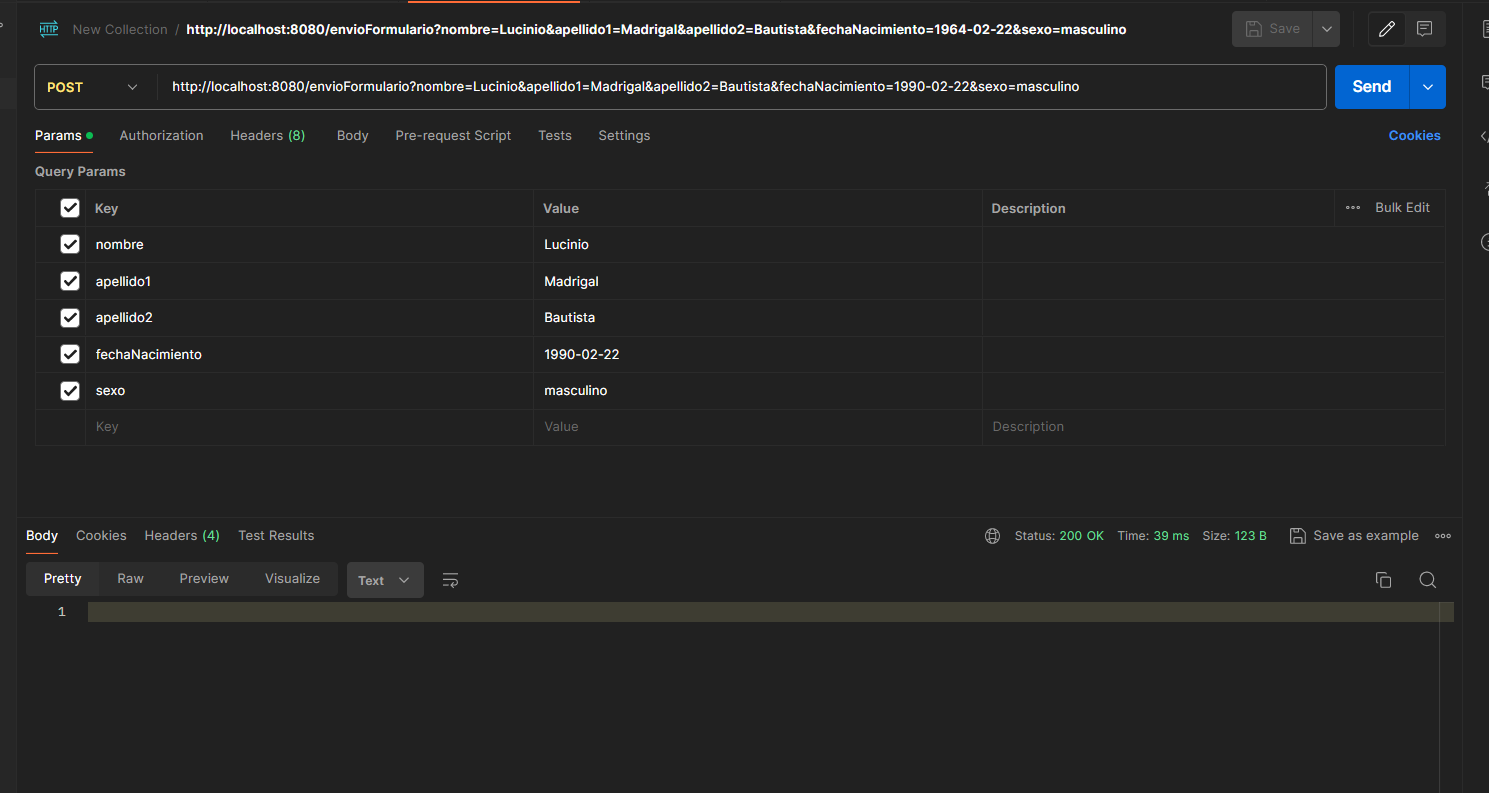 HTTP New Collection / http://localhost:8080/envioFormulario?nombre=Lucinio&apellido1=Madrigal&apellido2=Bautista&fechaNacimiento=1964-02-22&sexo=masculino Save
POST http://localhost:8080/envioFormulario?nombre=Lucinio&apellido1=Madrigal&apellido2=Bautista&fechaNacimiento=1990-02-22&sexo=masculino Send
Params Authorization Headers (8) Body Pre-request Script Tests Settings Cookies
Query Params
Key Value Description Bulk Edit
nombre Lucinio
apellido1 Madrigal
apellido2 Bautista
fechaNacimiento 1990-02-22
sexo masculino
Key Value Description
Body Cookies Headers (4) Test Results Status: 200 OK Time: 39 ms Size: 123 B Save as example
Pretty Raw Preview Visualize Text
1